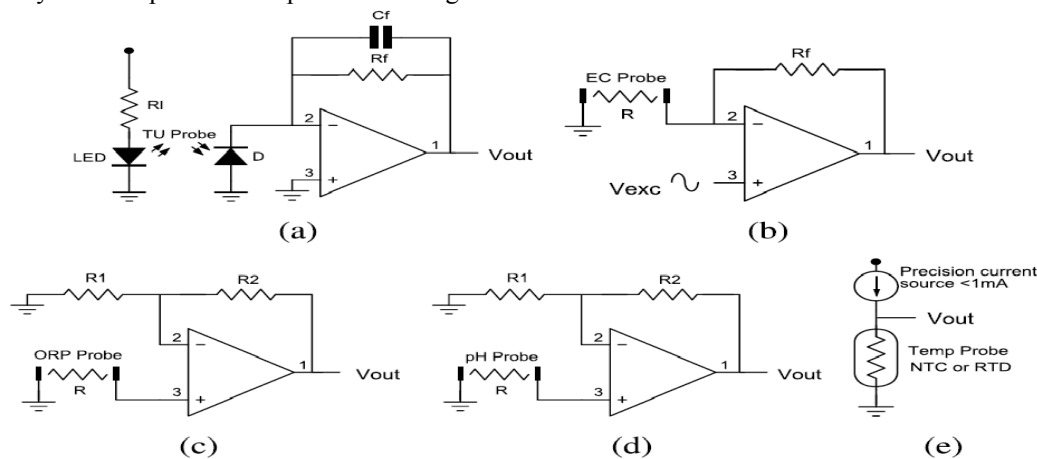 Cf
Rf
Rl
TU Probe
LED
D
2
−
3
+
1
Vout
(a)
Rf
EC Probe
R
2
−
1
Vout
Vexc
3
+
(b)
R1
R2
2
−
ORP Probe
R
3
+
1
Vout
(c)
R1
R2
2
−
pH Probe
R
3
+
1
Vout
(d)
Precision current
source <1mA
Vout
Temp Probe
NTC or RTD
(e)